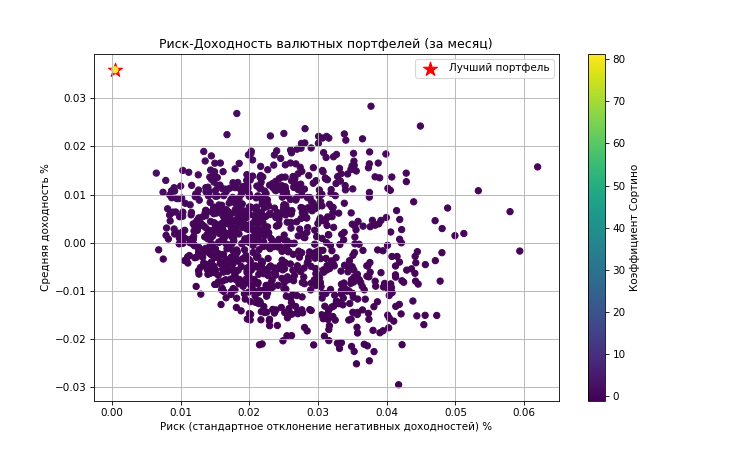 Риск-Доходность валютных портфелей (за месяц)
Лучший портфель
Средняя доходность %
0.03
0.02
0.01
0.00
−0.01
−0.02
−0.03
0.00 0.01 0.02 0.03 0.04 0.05 0.06
Риск (стандартное отклонение негативных доходностей) %
80
70
60
50
40
30
20
10
0
Коэффициент Сортино